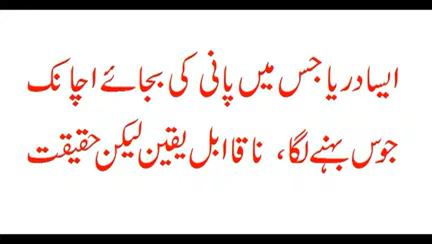 ایسا دریا جس میں پانی کی بجائے اچانک
جوس بہنے لگا، ناقابل یقین لیکن حقیقت